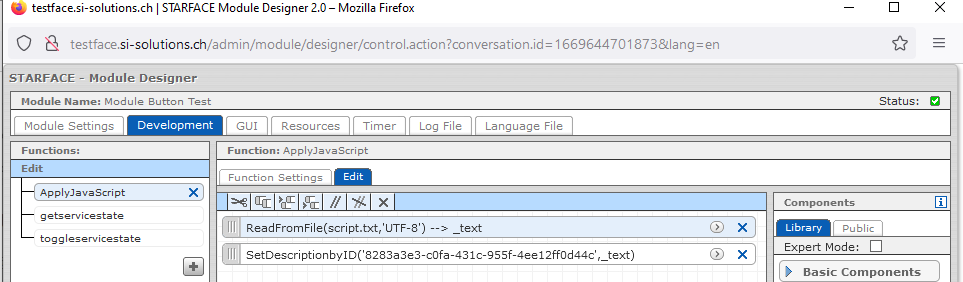 testface.si-solutions.ch | STARFACE Module Designer 2.0 – Mozilla Firefox
testface.si-solutions.ch/admin/module/designer/control.action?conversation.id=1669644701873&lang=en
STARFACE - Module Designer
Module Name: Module Button Test Status:
Module Settings Development GUI Resources Timer Log File Language File
Functions: Function: ApplyJavaScript
Edit Function Settings Edit
ApplyJavaScript Components
getservicestate ReadFromFile(script.txt,'UTF-8') --> _text Library Public
toggleservicestate SetDescriptionbyID('8283a3e3-c0fa-431c-955f-4ee12ff0d44c',_text) Expert Mode:
Basic Components